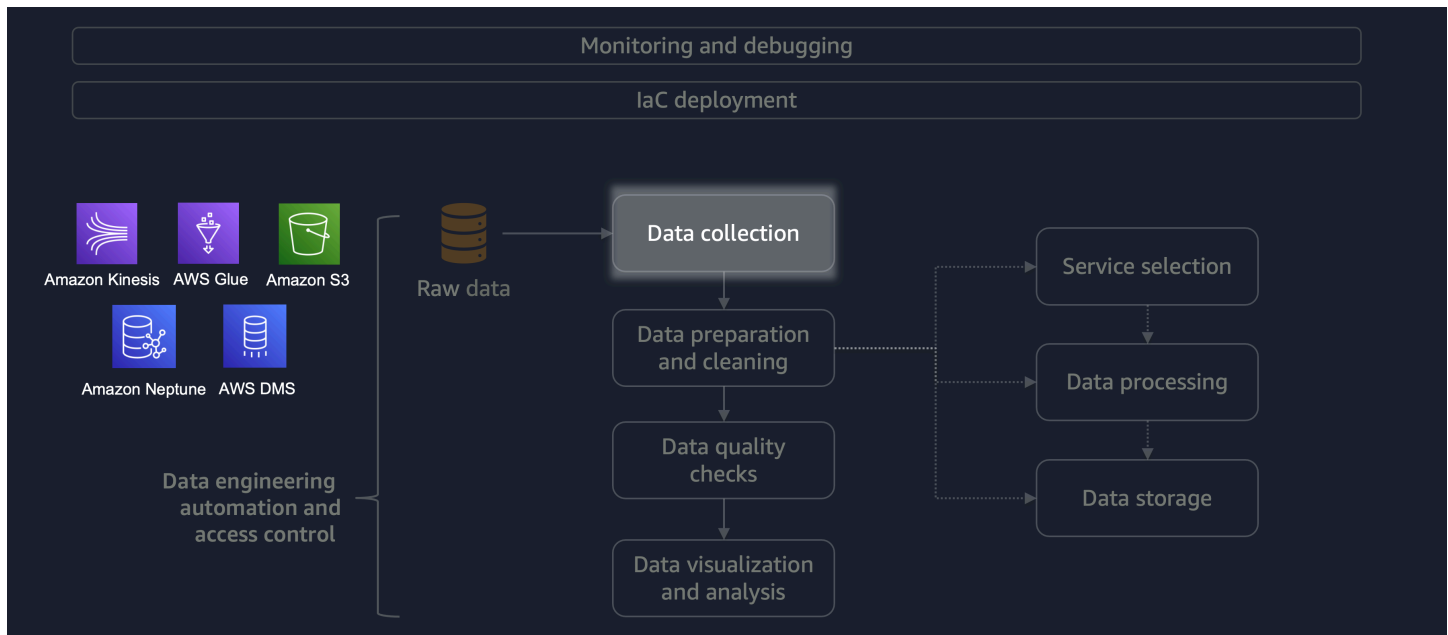 Monitoring and debugging
IaC deployment
Amazon Kinesis
AWS Glue
Amazon S3
Amazon Neptune
AWS DMS
Data engineering
automation and
access control
Raw data
Data collection
Data preparation
and cleaning
Data quality
checks
Data visualization
and analysis
Service selection
Data processing
Data storage